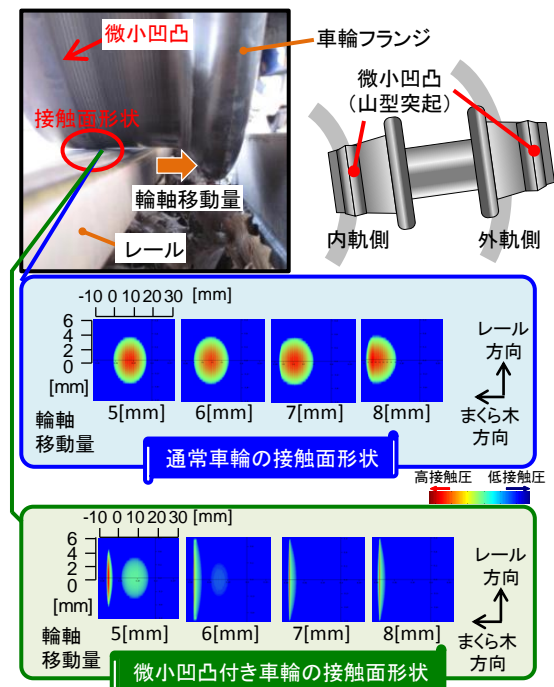 微小凹凸
車輪フランジ
微小凹凸
(山型突起)
接触面形状
輪軸移動量
レール
内軌側
外軌側
-10 0 10 20 30 [mm]
6
4
2
0
[mm]
レール
方向
まくら木
方向
輪軸
移動量
5[mm] 6[mm] 7[mm] 8[mm]
通常車輪の接触面形状
高接触圧 低接触圧
-10 0 10 20 30 [mm]
6
4
2
0
[mm]
レール
方向
まくら木
方向
輪軸
移動量
5[mm] 6[mm] 7[mm] 8[mm]
微小凹凸付き車輪の接触面形状